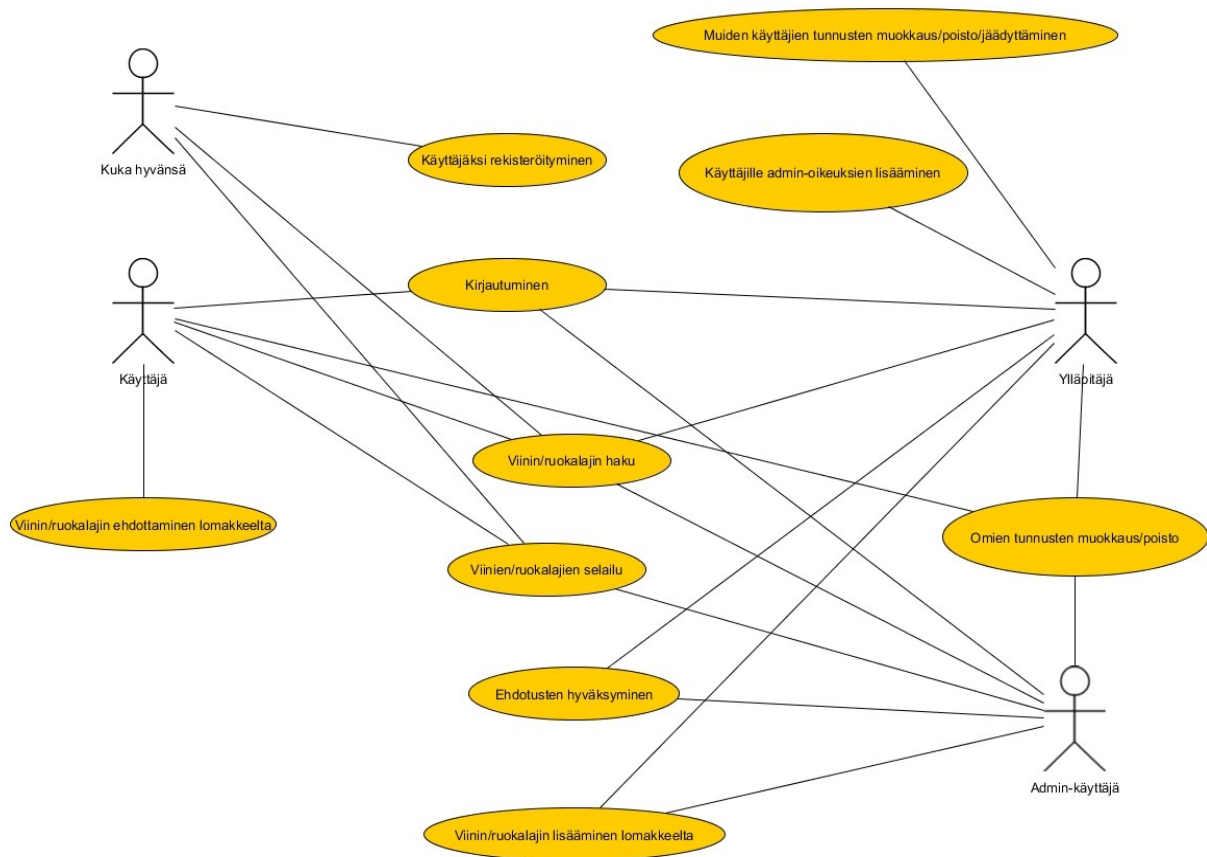 Muiden käyttäjien tunnusten muokkaus/poisto/jäädyttäminen
Kuka hyvänsä
Käyttäjäksi rekisteröityminen
Käyttäjille admin-oikeuksien lisääminen
Kirjautuminen
Käyttäjä
Ylläpitäjä
Viinin/ruokalajin haku
Viinin/ruokalajin ehdottaminen lomakkeelta
Omien tunnusten muokkaus/poisto
Viinien/ruokalajien selailu
Ehdotusten hyväksyminen
Admin-käyttäjä
Viinin/ruokalajin lisääminen lomakkeelta